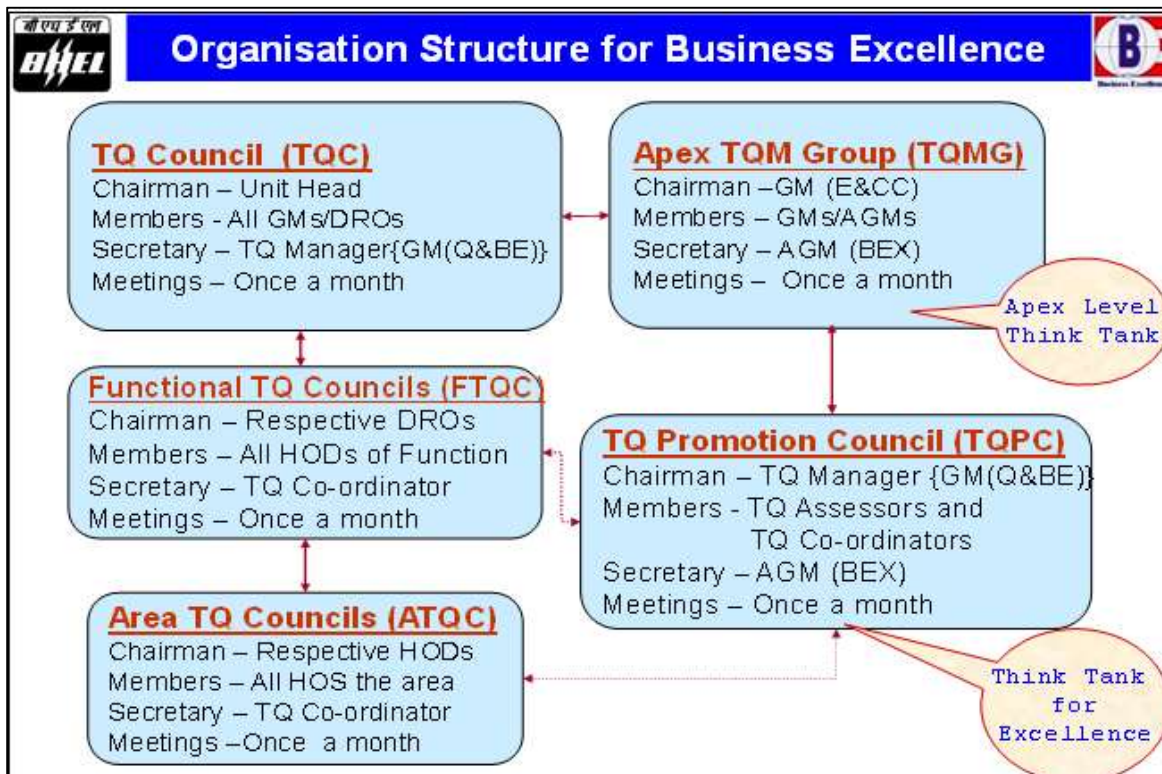 बी एच ई एल
BHEL
Organisation Structure for Business Excellence
B
Business Excellence
TQ Council (TQC)
Chairman – Unit Head
Members - All GMs/DROs
Secretary – TQ Manager{GM(Q&BE)}
Meetings – Once a month
Apex TQM Group (TQMG)
Chairman –GM (E&CC)
Members – GMs/AGMs
Secretary – AGM (BEX)
Meetings – Once a month
Apex Level
Think Tank
Functional TQ Councils (FTQC)
Chairman – Respective DROs
Members – All HODs of Function
Secretary – TQ Co-ordinator
Meetings – Once a month
TQ Promotion Council (TQPC)
Chairman – TQ Manager {GM(Q&BE)}
Members - TQ Assessors and
TQ Co-ordinators
Secretary – AGM (BEX)
Meetings – Once a month
Area TQ Councils (ATQC)
Chairman – Respective HODs
Members – All HOS the area
Secretary – TQ Co-ordinator
Meetings –Once a month
Think Tank
for
Excellence